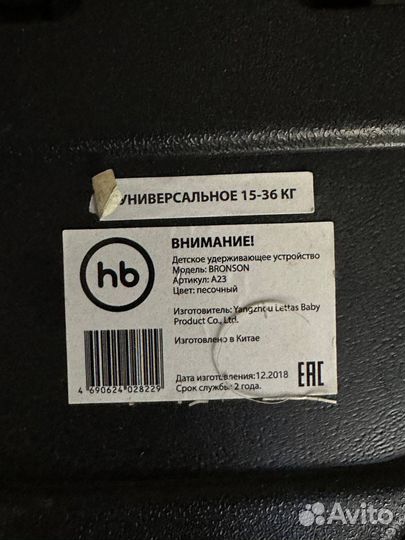 УНИВЕРСАЛЬНОЕ 15-36 КГ
hb
ВНИМАНИЕ!
Детское удерживающее устройство
Модель: BRONSON
Артикул: A23
Цвет: песочный
Изготовитель: Yangzhou Lettas Baby
Product Co., Ltd.
Изготовлено в Китае
4 690624 028229
Дата изготовления:12.2018
Срок службы: 2 года.
EAC
Avito